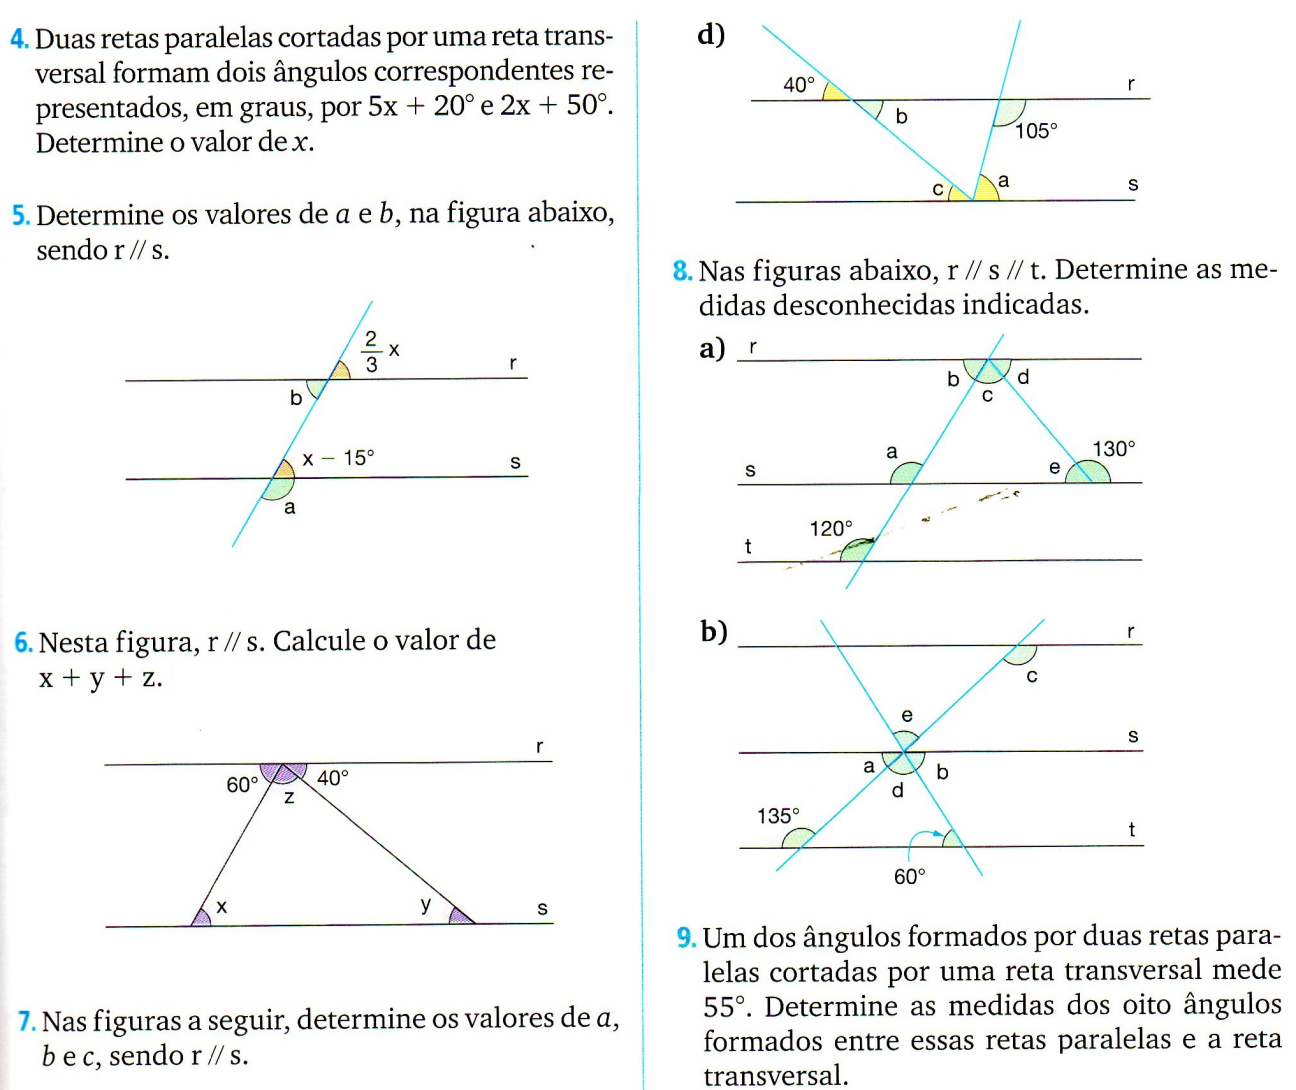 4. Duas retas paralelas cortadas por uma reta trans-
versal formam dois ângulos correspondentes re-
presentados, em graus, por 5x + 20° e 2x + 50°.
Determine o valor de x.
5. Determine os valores de a e b, na figura abaixo,
sendo r // s.
2/3 x
r
b
x − 15°
s
a
6. Nesta figura, r // s. Calcule o valor de
x + y + z.
r
60°
40°
z
x
y
s
7. Nas figuras a seguir, determine os valores de a,
b e c, sendo r // s.
d)
40°
r
b
105°
c
a
s
8. Nas figuras abaixo, r // s // t. Determine as me-
didas desconhecidas indicadas.
a)
r
b
d
c
a
130°
s
e
120°
t
b)
r
c
e
s
a
b
d
135°
t
60°
9. Um dos ângulos formados por duas retas para-
lelas cortadas por uma reta transversal mede
55°. Determine as medidas dos oito ângulos
formados entre essas retas paralelas e a reta
transversal.